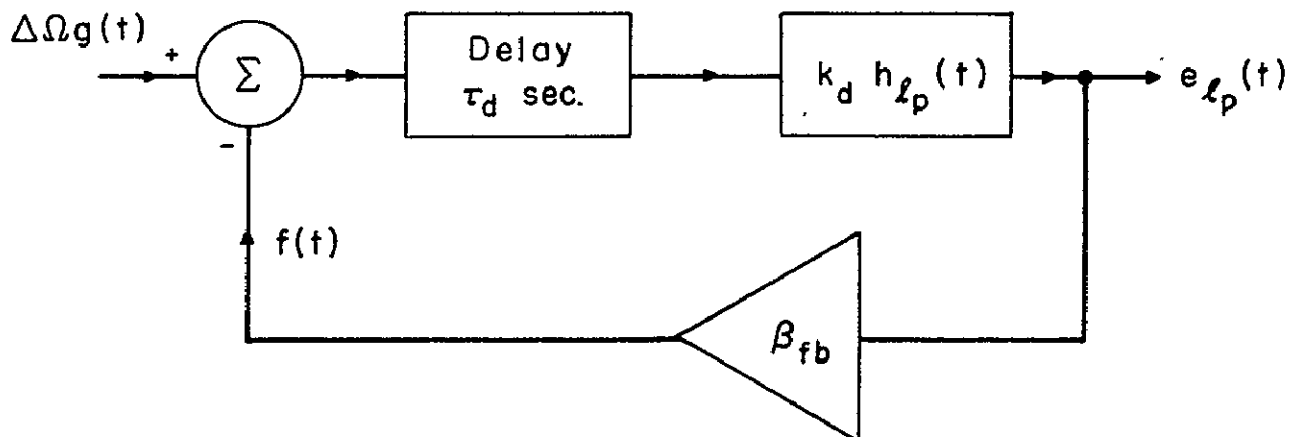 ΔΩg(t)
+
Σ
-
Delay
τd sec.
kd hℓp(t)
eℓp(t)
f(t)
βfb